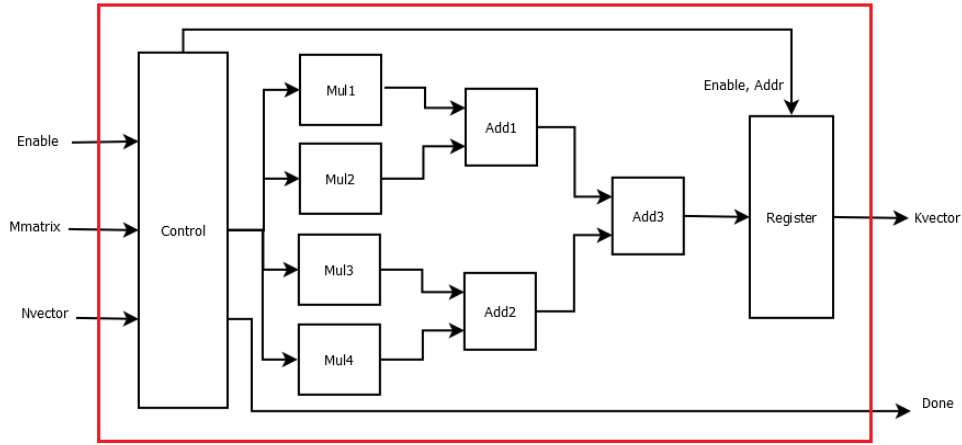 Enable
Mmatrix
Nvector
Control
Mul1
Mul2
Mul3
Mul4
Add1
Add2
Add3
Enable, Addr
Register
Kvector
Done